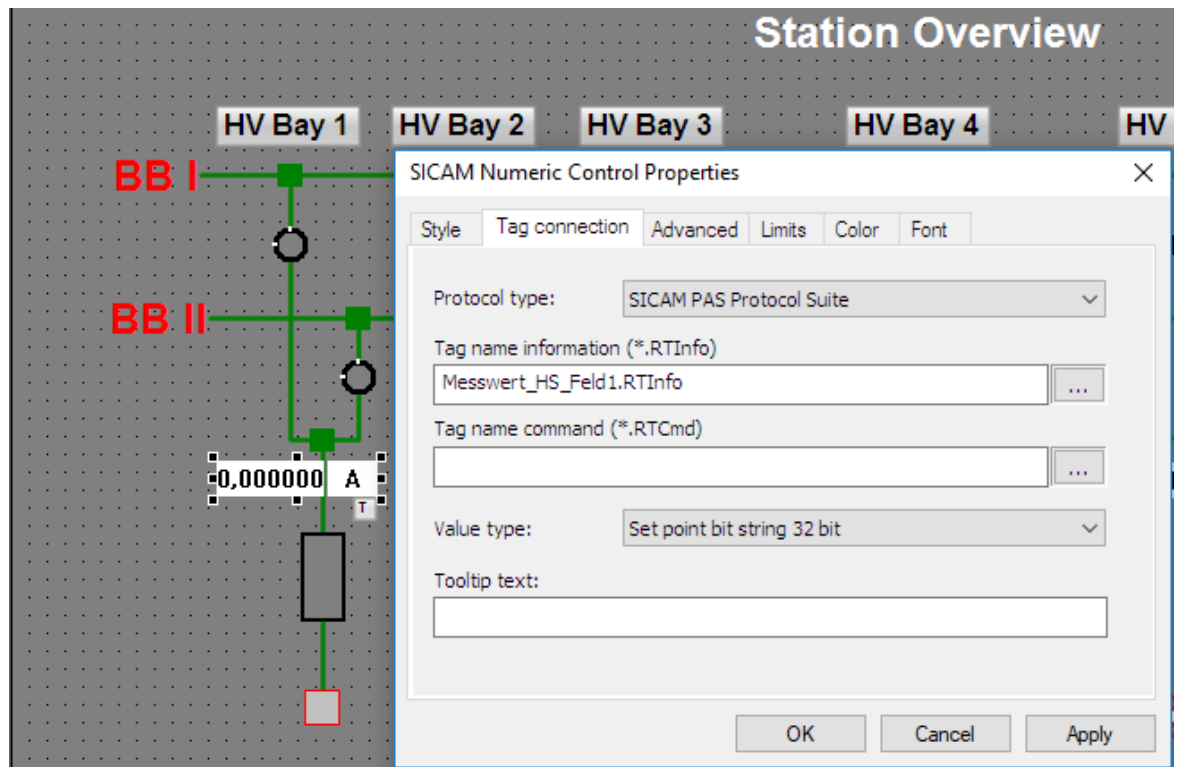 Station Overview
HV Bay 1
HV Bay 2
HV Bay 3
HV Bay 4
HV
BB I
BB II
0,000000 A
T
SICAM Numeric Control Properties
Style
Tag connection
Advanced
Limits
Color
Font
Protocol type:
SICAM PAS Protocol Suite
Tag name information (*.RTInfo)
Messwert_HS_Feld1.RTInfo
...
Tag name command (*.RTCmd)
...
Value type:
Set point bit string 32 bit
Tooltip text:
OK
Cancel
Apply